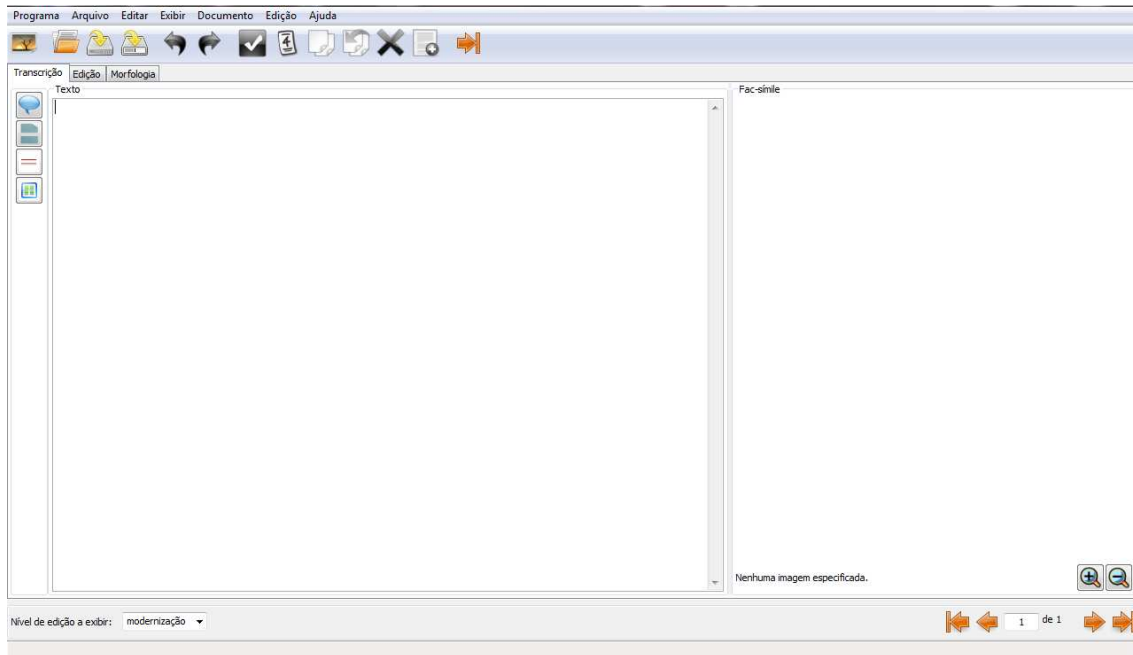 Programa Arquivo Editar Exibir Documento Edição Ajuda
Transcrição Edição Morfologia
Texto
Fac-símile
Nenhuma imagem especificada.
Nível de edição a exibir: modernização
1 de 1